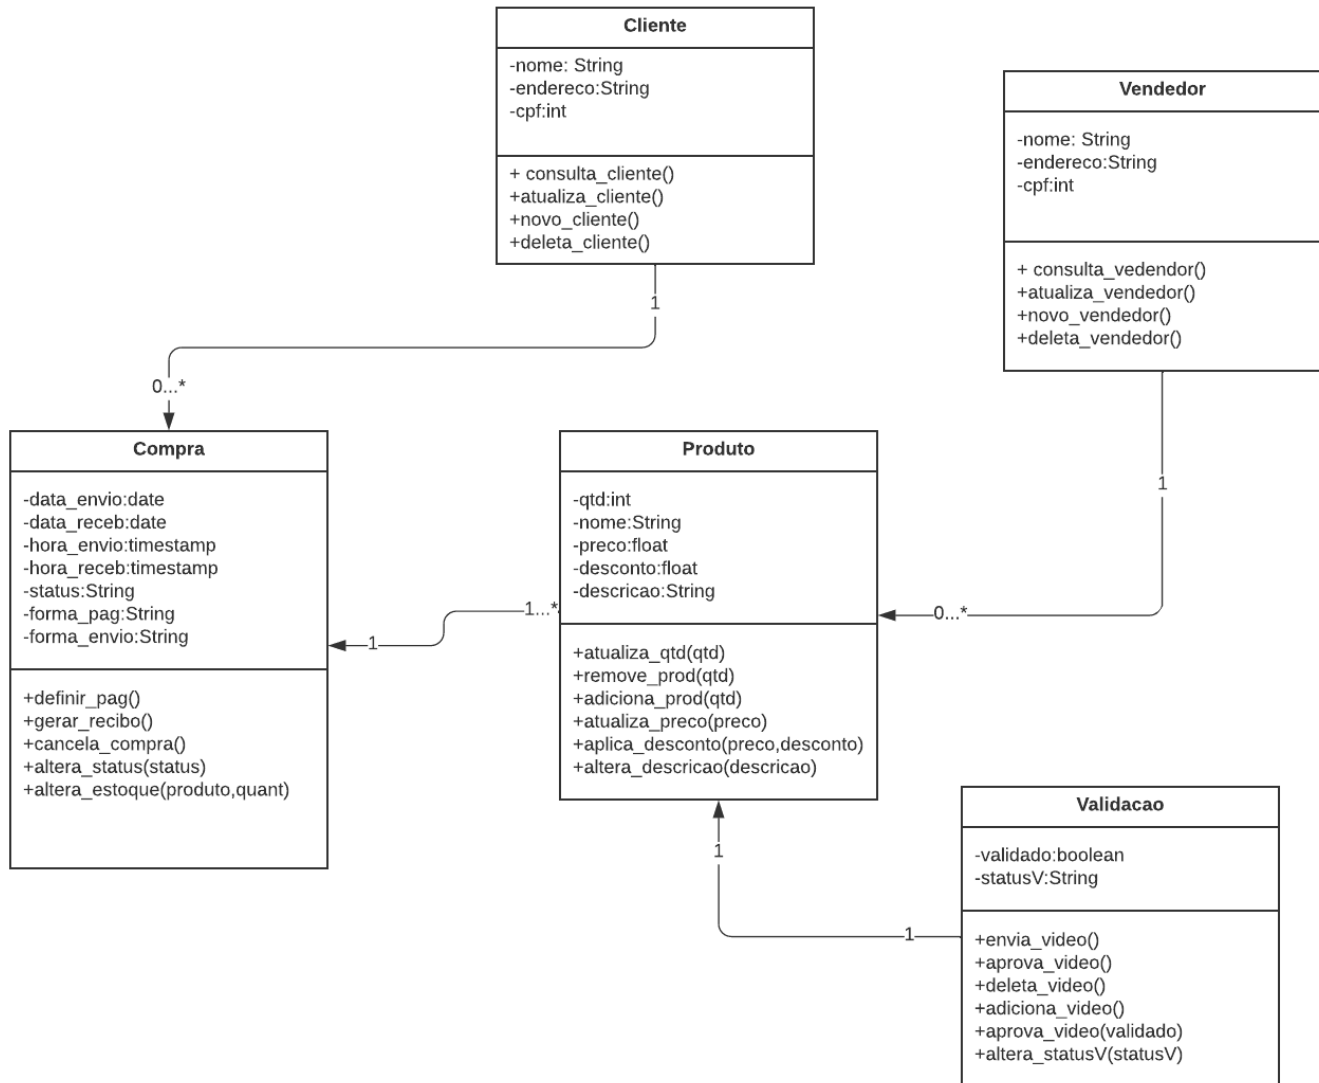 Cliente
-nome: String
-endereco:String
-cpf:int
+ consulta_cliente()
+atualiza_cliente()
+novo_cliente()
+deleta_cliente()
Vendedor
-nome: String
-endereco:String
-cpf:int
+ consulta_vedendor()
+atualiza_vendedor()
+novo_vendedor()
+deleta_vendedor()
1
0...*
Compra
-data_envio:date
-data_receb:date
-hora_envio:timestamp
-hora_receb:timestamp
-status:String
-forma_pag:String
-forma_envio:String
+definir_pag()
+gerar_recibo()
+cancela_compra()
+altera_status(status)
+altera_estoque(produto,quant)
1
1...*
Produto
-qtd:int
-nome:String
-preco:float
-desconto:float
-descricao:String
+atualiza_qtd(qtd)
+remove_prod(qtd)
+adiciona_prod(qtd)
+atualiza_preco(preco)
+aplica_desconto(preco,desconto)
+altera_descricao(descricao)
1
0...*
1
1
Validacao
-validado:boolean
-statusV:String
+envia_video()
+aprova_video()
+deleta_video()
+adiciona_video()
+aprova_video(validado)
+altera_statusV(statusV)